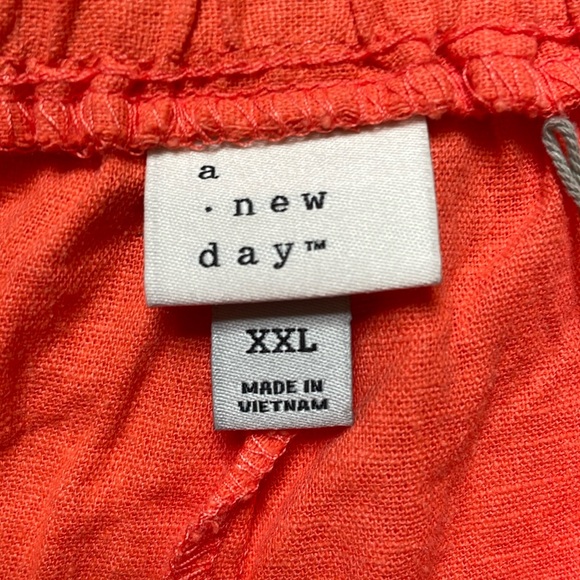 a
· new
day™
XXL
MADE IN
VIETNAM